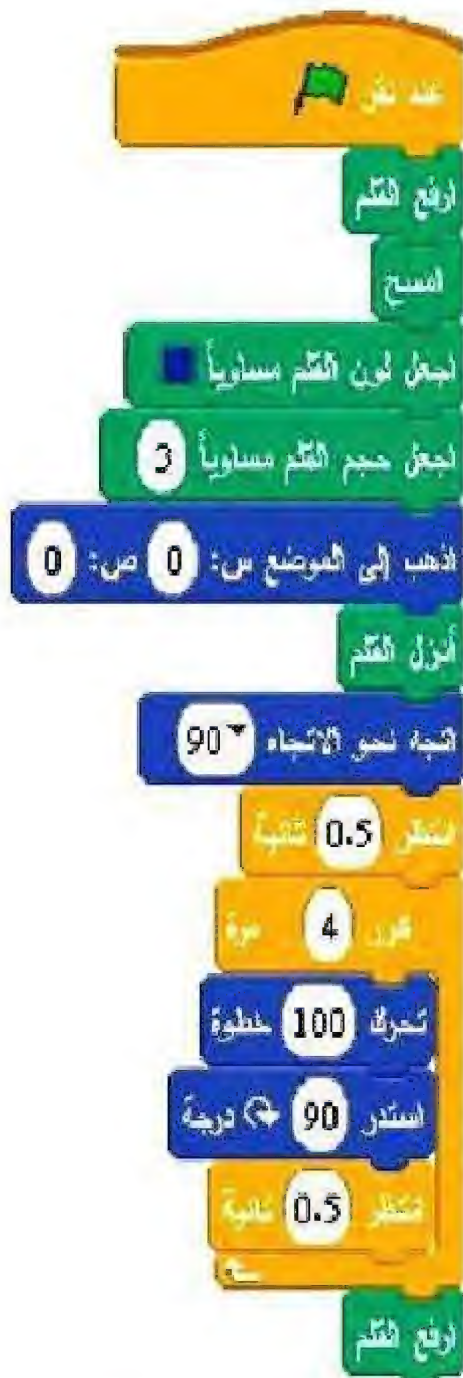 عند نقر
ارفع القلم
امسح
اجعل لون القلم مساوياً
اجعل حجم القلم مساوياً 3
اذهب إلى الموضع س: 0 ص: 0
أنزل القلم
اتجه نحو الاتجاه 90
انتظر 0.5 ثانية
كرر 4 مرة
تحرك 100 خطوة
استدر 90 درجة
انتظر 0.5 ثانية
ارفع القلم